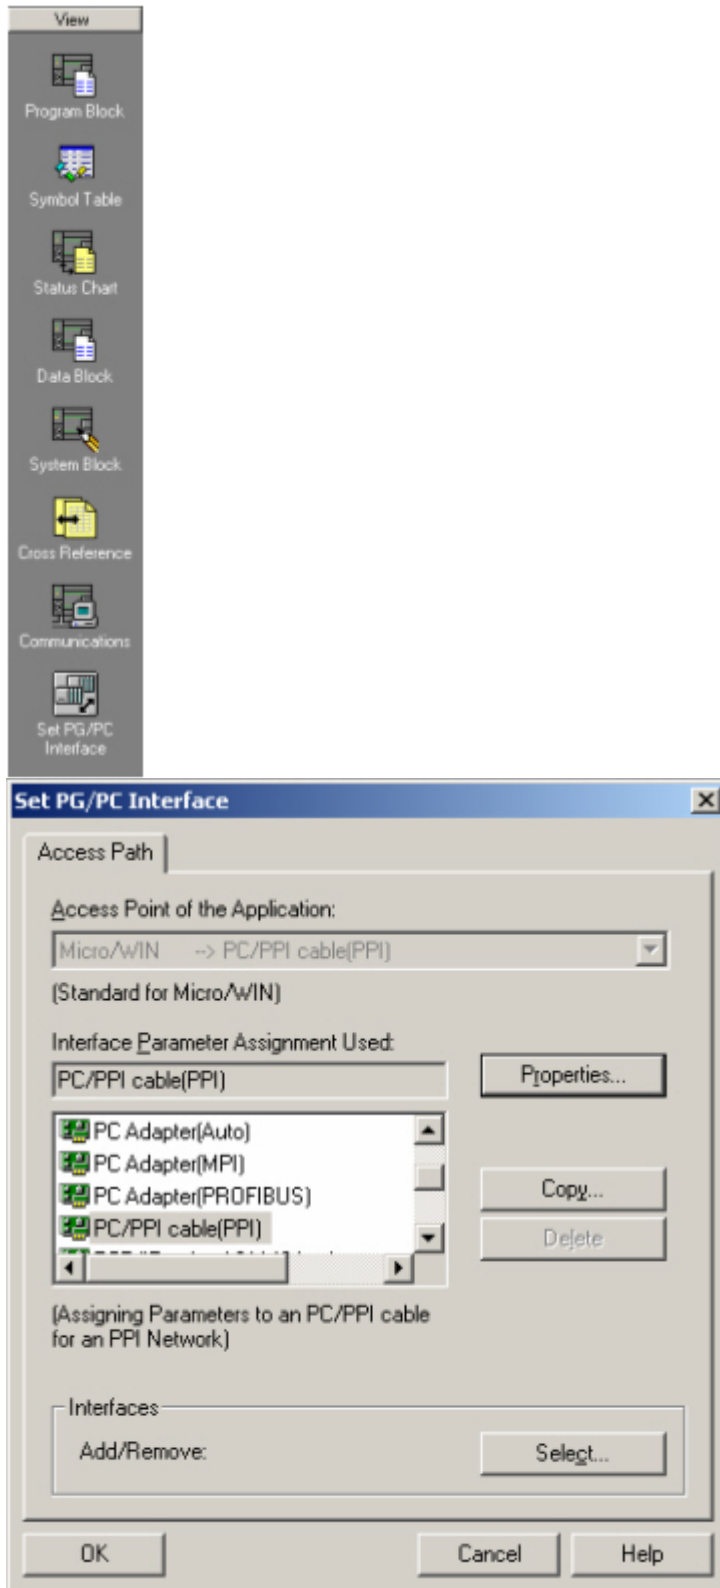 View
Program Block
Symbol Table
Status Chart
Data Block
System Block
Cross Reference
Communications
Set PG/PC
Interface
Set PG/PC Interface
Access Path
Access Point of the Application:
Micro/WIN --> PC/PPI cable(PPI)
(Standard for Micro/WIN)
Interface Parameter Assignment Used:
PC/PPI cable(PPI)
Properties...
PC Adapter(Auto)
PC Adapter(MPI)
PC Adapter(PROFIBUS)
PC/PPI cable(PPI)
Copy...
Delete
(Assigning Parameters to an PC/PPI cable
for an PPI Network)
Interfaces
Add/Remove:
Select...
OK
Cancel
Help